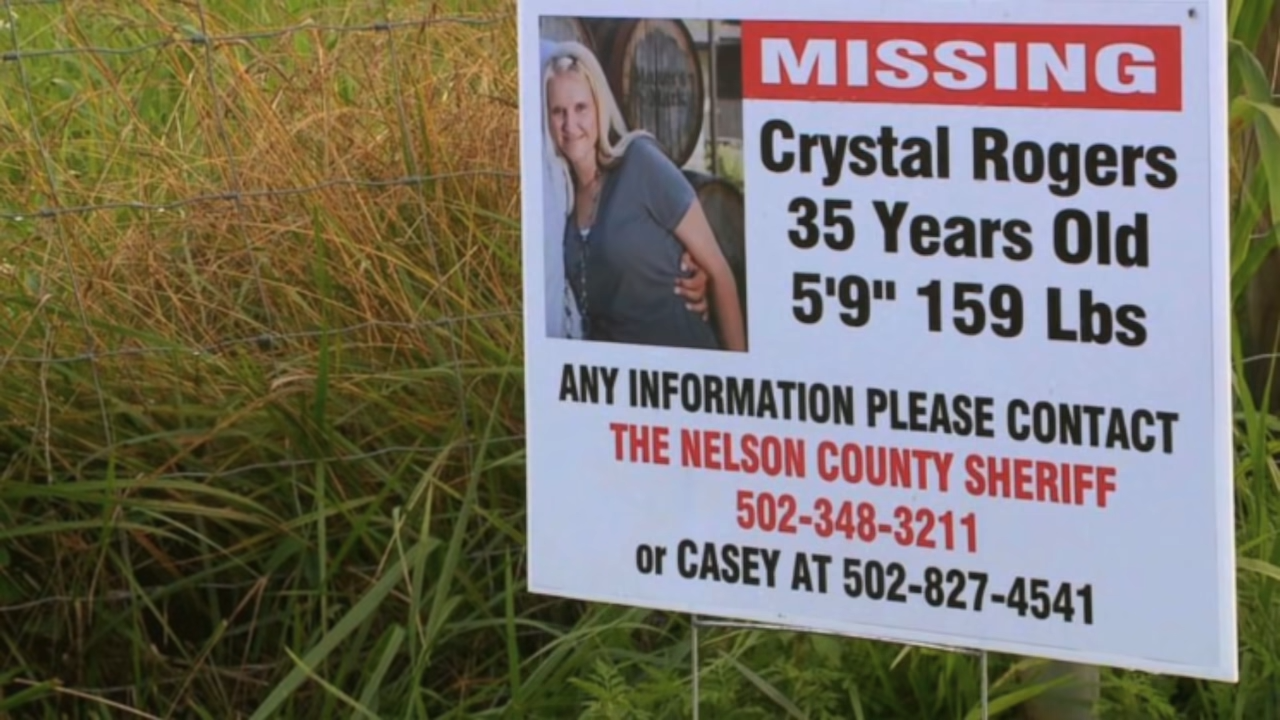 MISSING
Crystal Rogers
35 Years Old
5'9" 159 Lbs
ANY INFORMATION PLEASE CONTACT
THE NELSON COUNTY SHERIFF
502-348-3211
or CASEY AT 502-827-4541